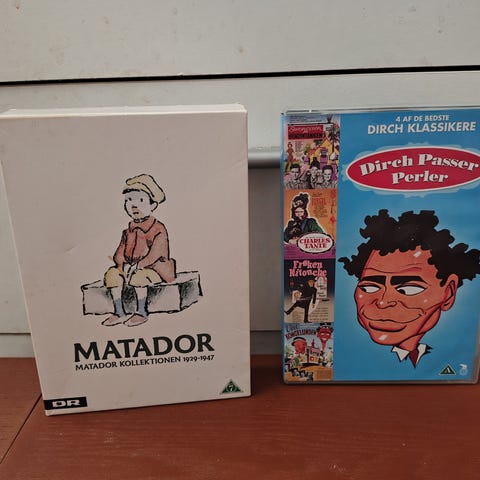 MATADOR
MATADOR KOLLEKTIONEN 1929-1947
DR
7
4 AF DE BEDSTE
DIRCH KLASSIKERE
Dirch Passer
Perler
CHARLES
TANTE
Frøken
Nitouche